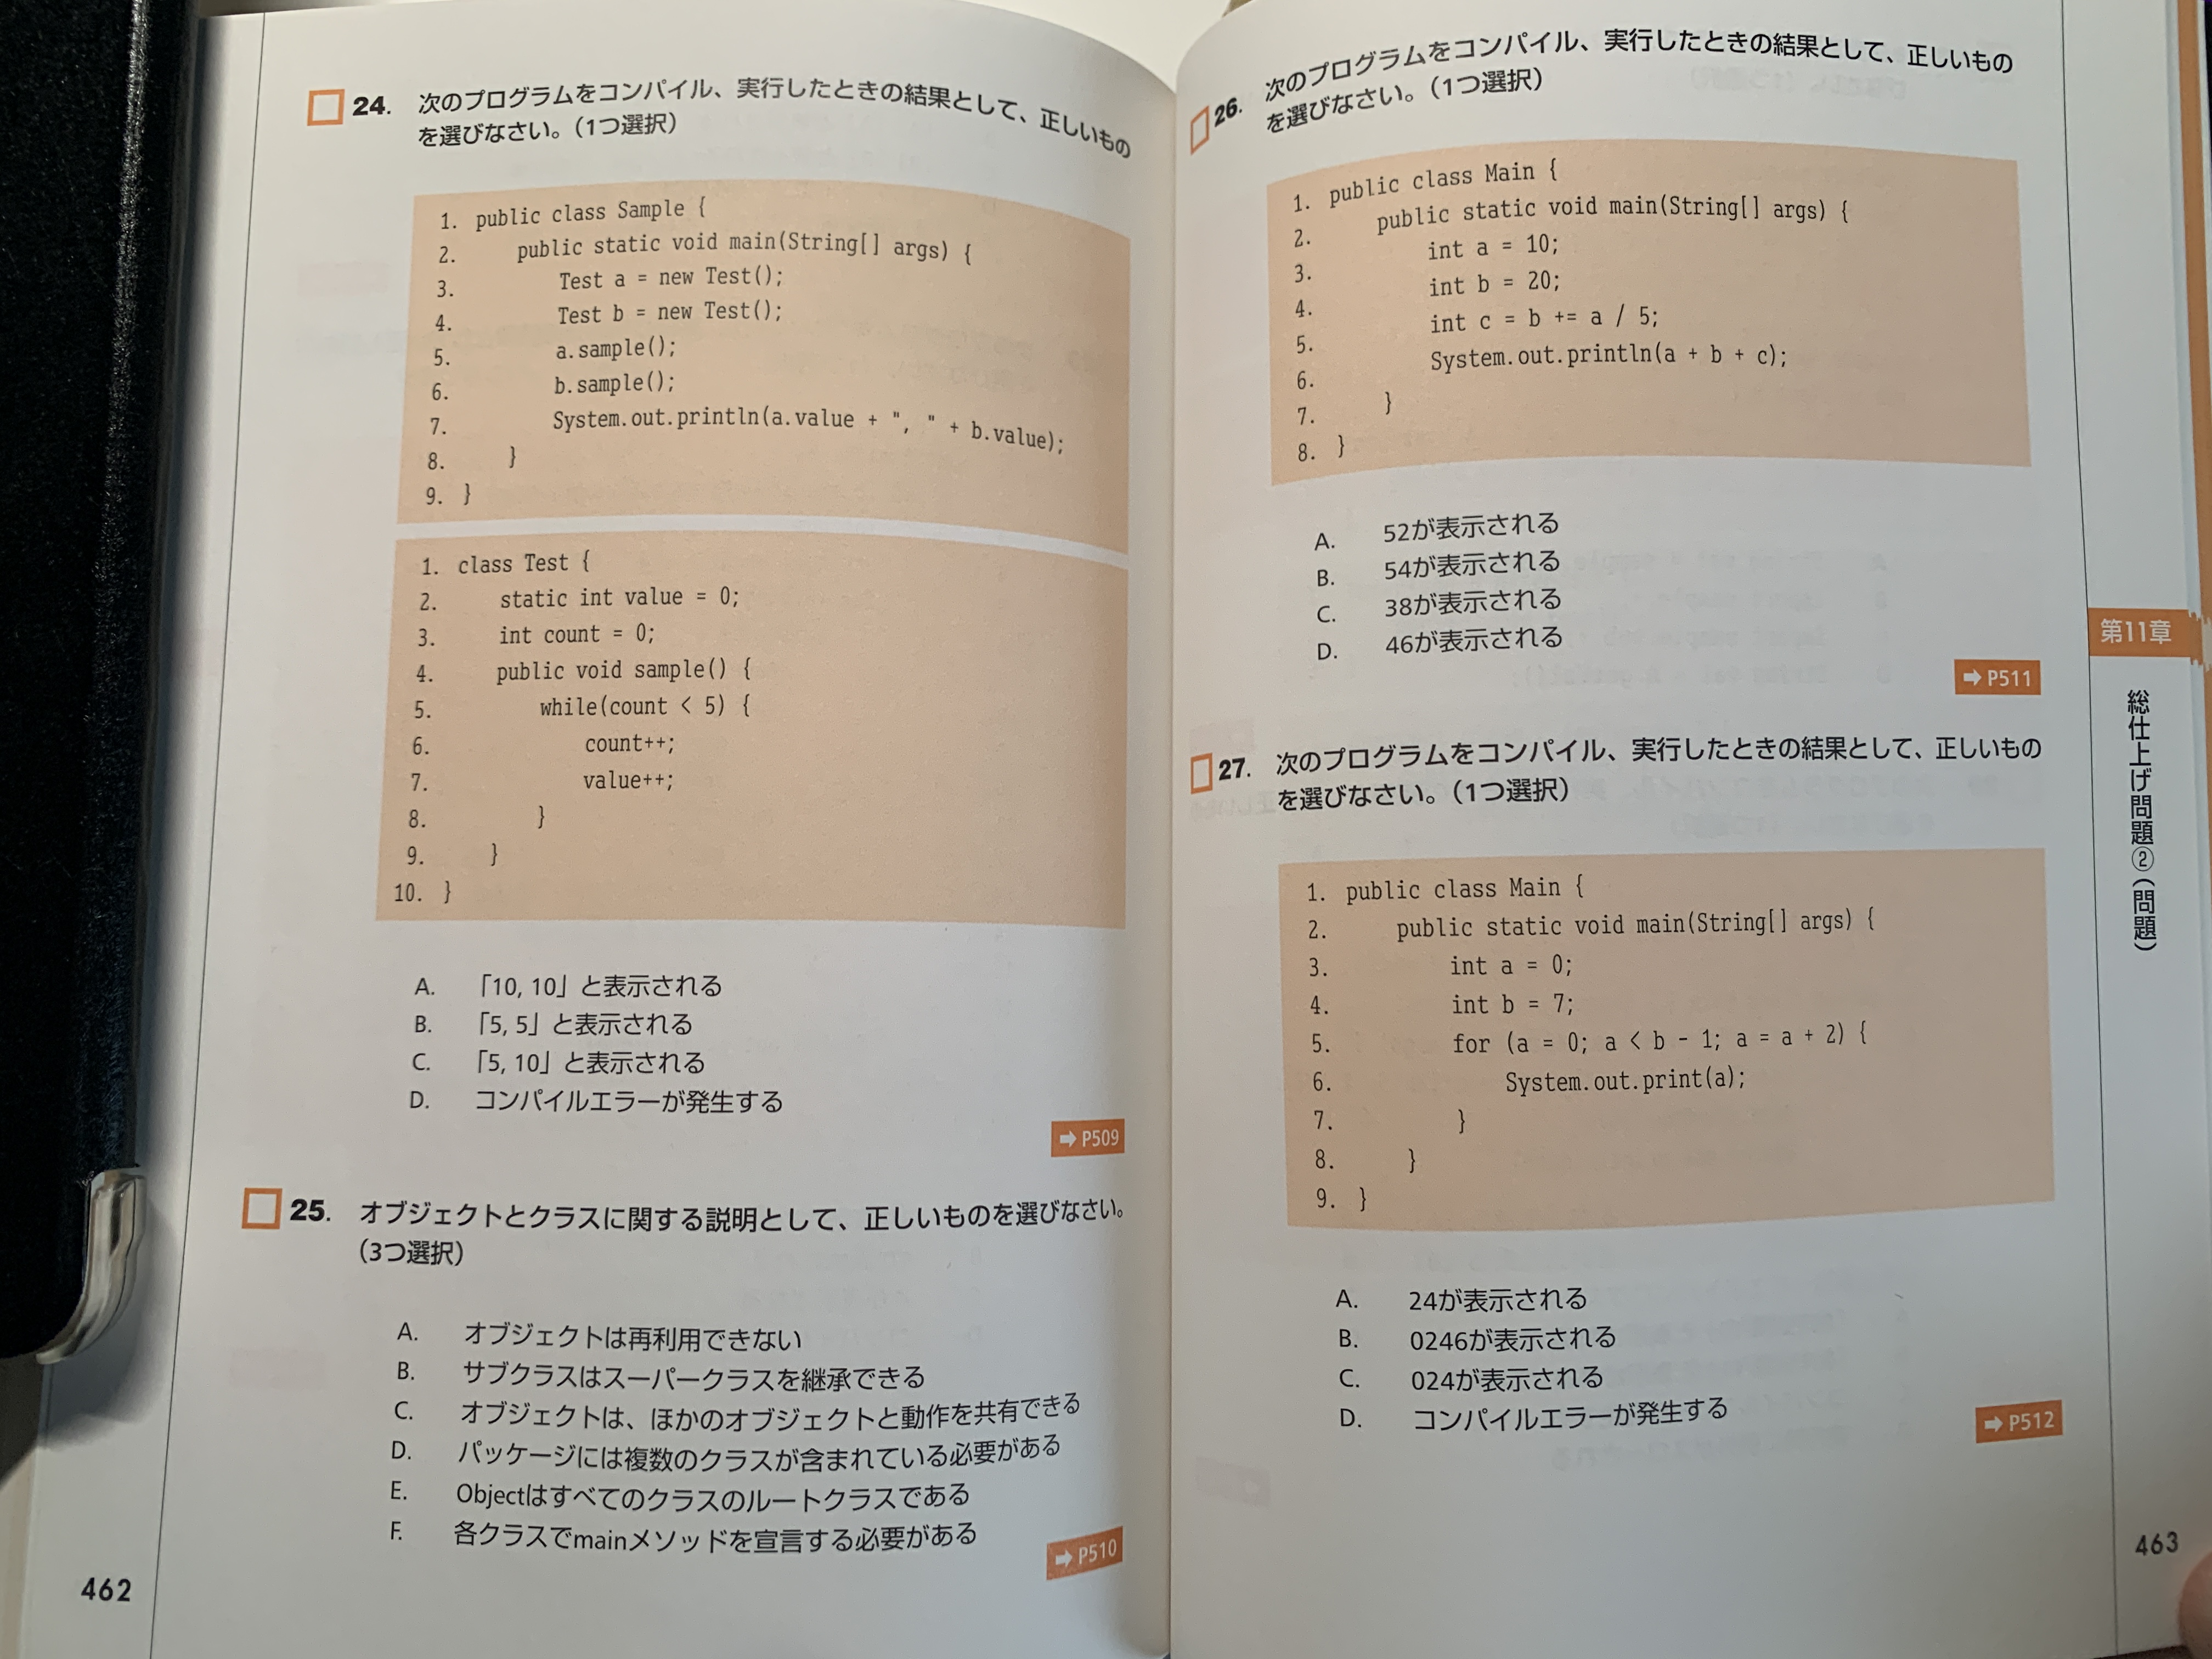 24. 次のプログラムをコンパイル、実行したときの結果として、正しいもの
を選びなさい。(1つ選択)
1. public class Sample {
2. public static void main(String[] args) {
3. Test a = new Test();
4. Test b = new Test();
5. a.sample();
6. b.sample();
7. System.out.println(a.value + ", " + b.value);
8. }
9. }
1. class Test {
2. static int value = 0;
3. int count = 0;
4. public void sample() {
5. while(count < 5) {
6. count++;
7. value++;
8. }
9. }
10. }
A. 「10, 10」と表示される
B. 「5, 5」と表示される
C. 「5, 10」と表示される
D. コンパイルエラーが発生する
➡ P509
25. オブジェクトとクラスに関する説明として、正しいものを選びなさい。
(3つ選択)
A. オブジェクトは再利用できない
B. サブクラスはスーパークラスを継承できる
C. オブジェクトは、ほかのオブジェクトと動作を共有できる
D. パッケージには複数のクラスが含まれている必要がある
E. Objectはすべてのクラスのルートクラスである
F. 各クラスでmainメソッドを宣言する必要がある
➡ P510
462
26. 次のプログラムをコンパイル、実行したときの結果として、正しいもの
を選びなさい。(1つ選択)
1. public class Main {
2. public static void main(String[] args) {
3. int a = 10;
4. int b = 20;
5. int c = b += a / 5;
6. System.out.println(a + b + c);
7. }
8. }
A. 52が表示される
B. 54が表示される
C. 38が表示される
D. 46が表示される
➡ P511
27. 次のプログラムをコンパイル、実行したときの結果として、正しいもの
を選びなさい。(1つ選択)
1. public class Main {
2. public static void main(String[] args) {
3. int a = 0;
4. int b = 7;
5. for (a = 0; a < b - 1; a = a + 2) {
6. System.out.print(a);
7. }
8. }
9. }
A. 24が表示される
B. 0246が表示される
C. 024が表示される
D. コンパイルエラーが発生する
➡ P512
第11章
総仕上げ問題②(問題)
463